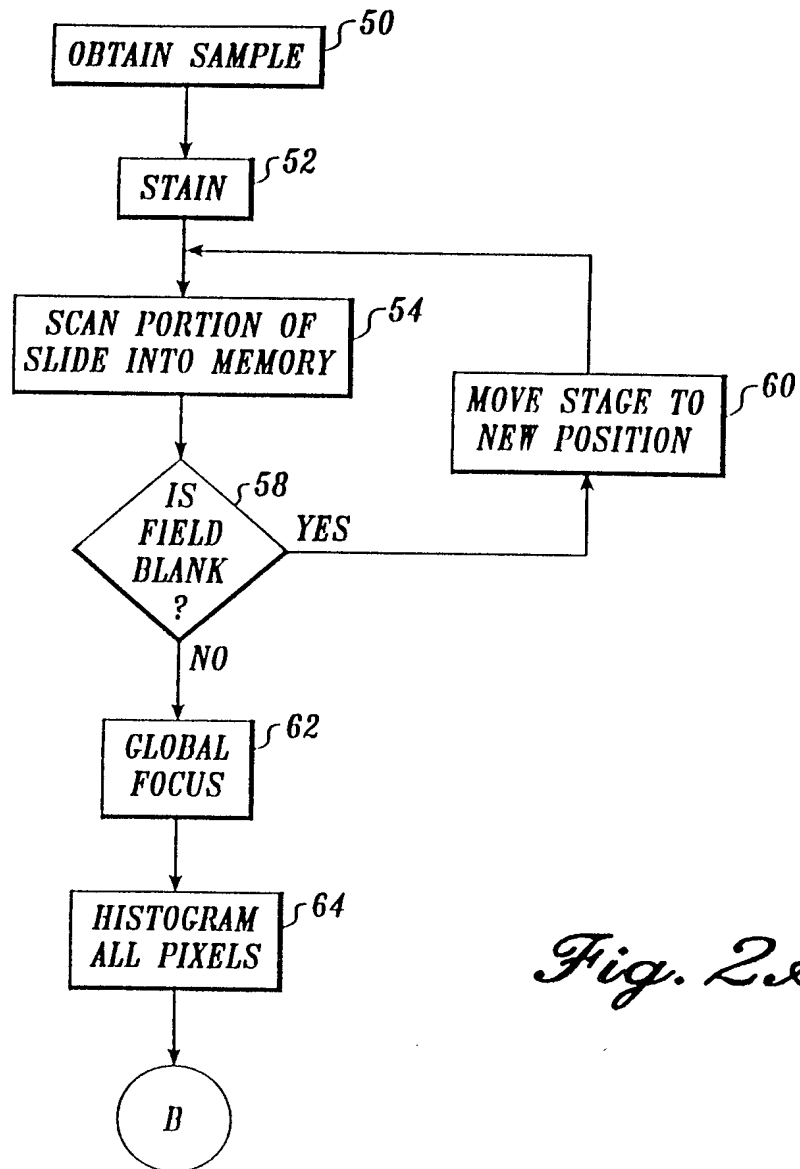 OBTAIN SAMPLE
50
STAIN
52
SCAN PORTION OF
SLIDE INTO MEMORY
54
MOVE STAGE TO
NEW POSITION
60
IS
FIELD
BLANK
?
58
YES
NO
GLOBAL
FOCUS
62
HISTOGRAM
ALL PIXELS
64
B
Fig.